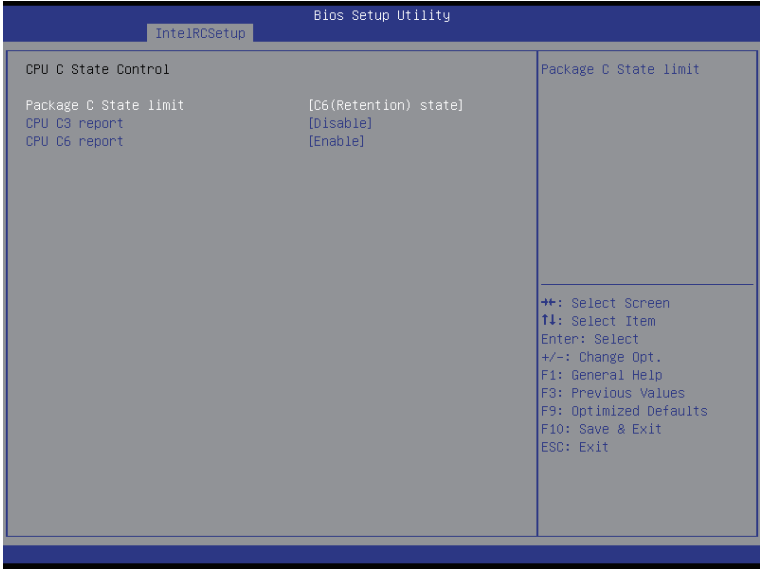 Bios Setup Utility
IntelRCSetup
CPU C State Control
Package C State limit [C6(Retention) state]
CPU C3 report [Disable]
CPU C6 report [Enable]
Package C State limit
→←: Select Screen
↑↓: Select Item
Enter: Select
+/-: Change Opt.
F1: General Help
F3: Previous Values
F9: Optimized Defaults
F10: Save & Exit
ESC: Exit